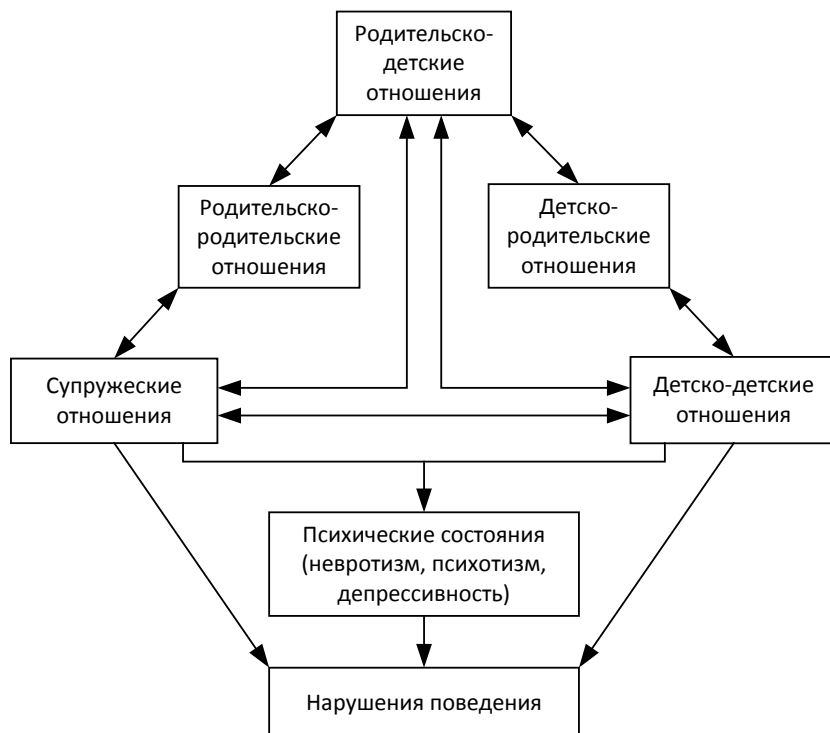 Родительско-
детские
отношения
Родительско-
родительские
отношения
Детско-
родительские
отношения
Супружеские
отношения
Детско-детские
отношения
Психические состояния
(невротизм, психотизм,
депрессивность)
Нарушения поведения